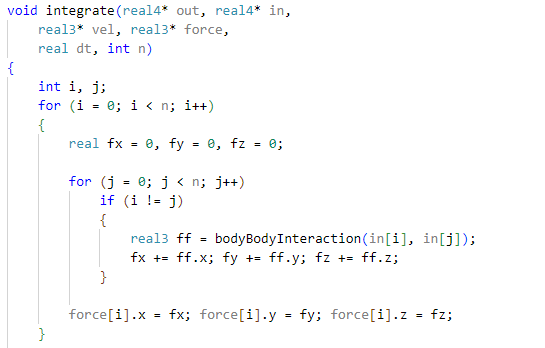 void integrate(real4* out, real4* in,
    real3* vel, real3* force,
    real dt, int n)
{
    int i, j;
    for (i = 0; i < n; i++)
    {
        real fx = 0, fy = 0, fz = 0;

        for (j = 0; j < n; j++)
            if (i != j)
            {
                real3 ff = bodyBodyInteraction(in[i], in[j]);
                fx += ff.x; fy += ff.y; fz += ff.z;
            }

        force[i].x = fx; force[i].y = fy; force[i].z = fz;
    }